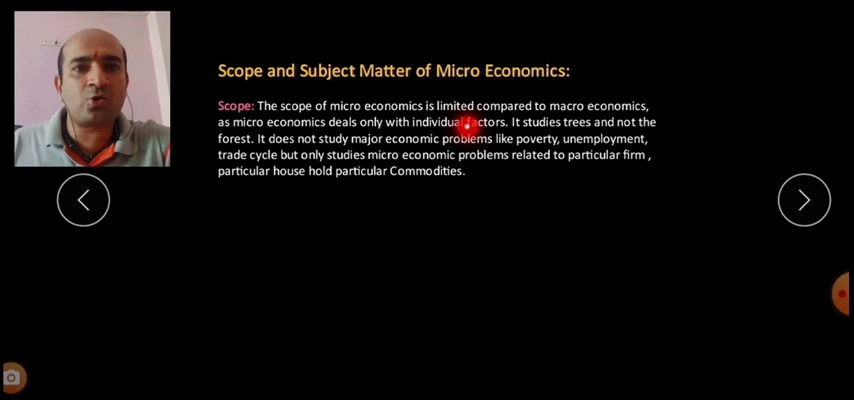 Scope and Subject Matter of Micro Economics:
Scope: The scope of micro economics is limited compared to macro economics,
as micro economics deals only with individual factors. It studies trees and not the
forest. It does not study major economic problems like poverty, unemployment,
trade cycle but only studies micro economic problems related to particular firm ,
particular house hold particular Commodities.